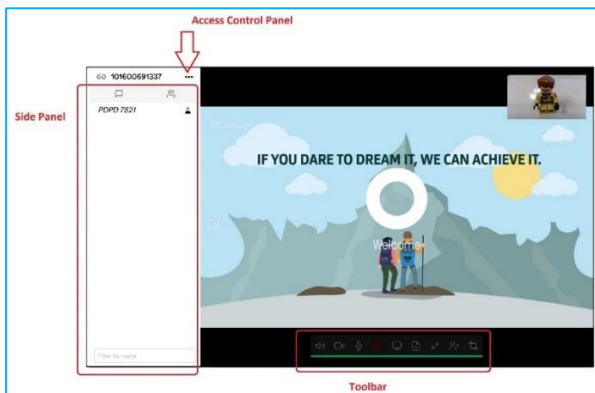 Access Control Panel
101600691337
Side Panel
PDPD 7521
IF YOU DARE TO DREAM IT, WE CAN ACHIEVE IT.
Welcome
Filter by name
Toolbar